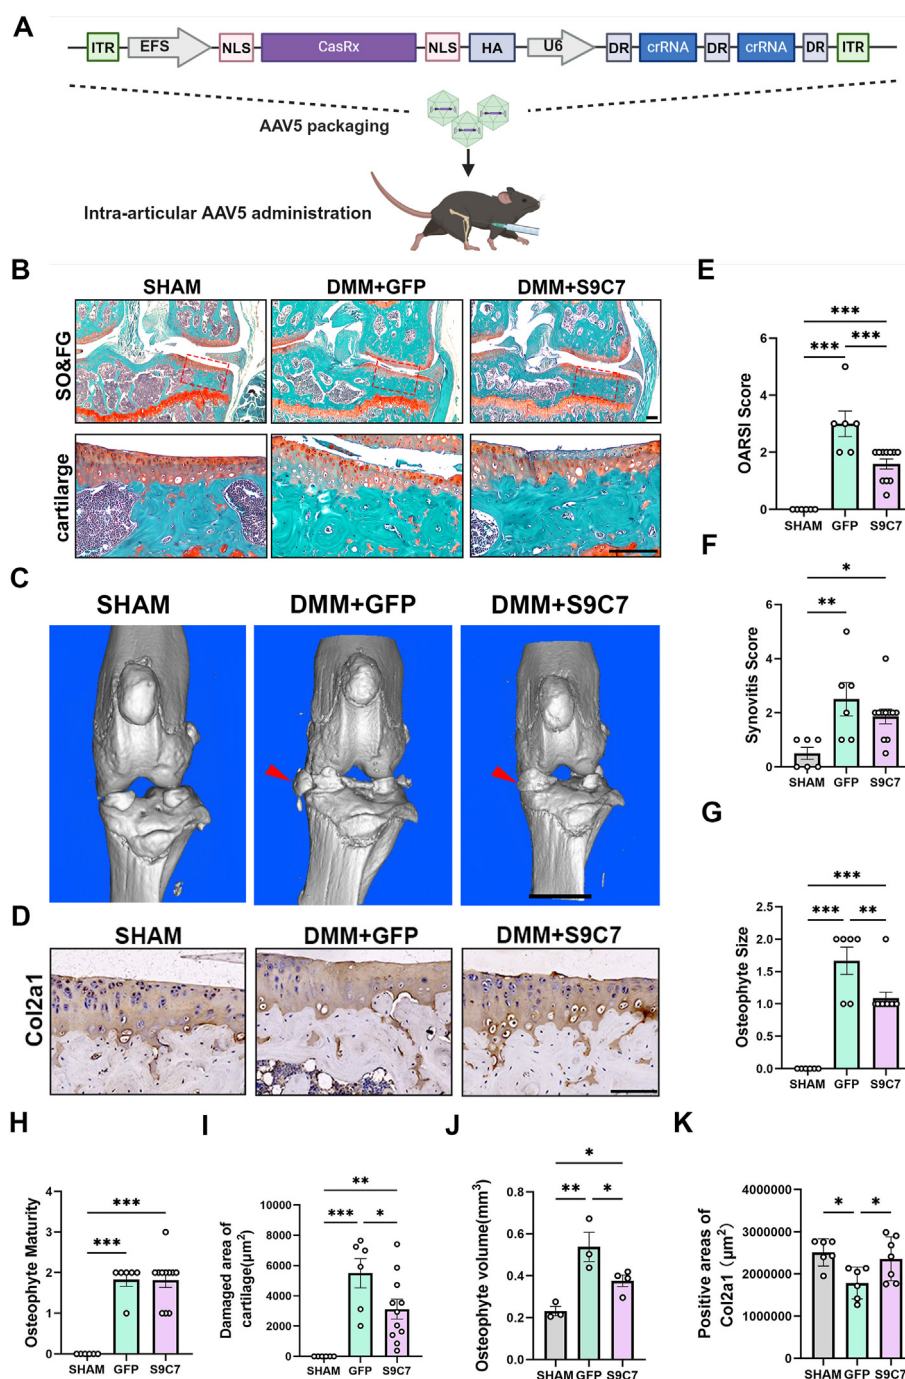 A
ITR EFS NLS CasRx NLS HA U6 DR crRNA DR crRNA DR ITR
AAV5 packaging
Intra-articular AAV5 administration
B
SHAM DMM+GFP DMM+S9C7
SO&FG
cartilarge
C
SHAM DMM+GFP DMM+S9C7
D
SHAM DMM+GFP DMM+S9C7
Col2a1
E
OARSI Score
6
4
2
0
***
*** ***
SHAM GFP S9C7
F
Synovitis Score
6
4
2
0
*
**
SHAM GFP S9C7
G
Osteophyte Size
2.5
2.0
1.5
1.0
0.5
0.0
***
*** **
SHAM GFP S9C7
H
Osteophyte Maturity
4
3
2
1
0
***
***
SHAM GFP S9C7
I
Damaged area of
cartilage(μm²)
10000
8000
6000
4000
2000
0
**
*** *
SHAM GFP S9C7
J
Osteophyte volume(mm³)
0.8
0.6
0.4
0.2
0.0
*
** *
SHAM GFP S9C7
K
Positive areas of
Col2a1 (μm²)
4000000
3000000
2000000
1000000
0
* *
SHAM GFP S9C7